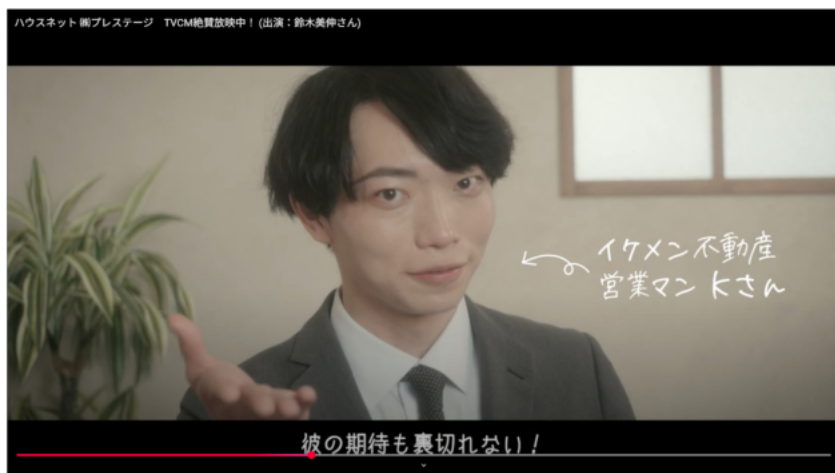 ハウスネット ㈱プレステージ　TVCM絶賛放映中！ (出演：鈴木美伸さん)
イケメン不動産
営業マン Kさん
彼の期待も裏切れない！